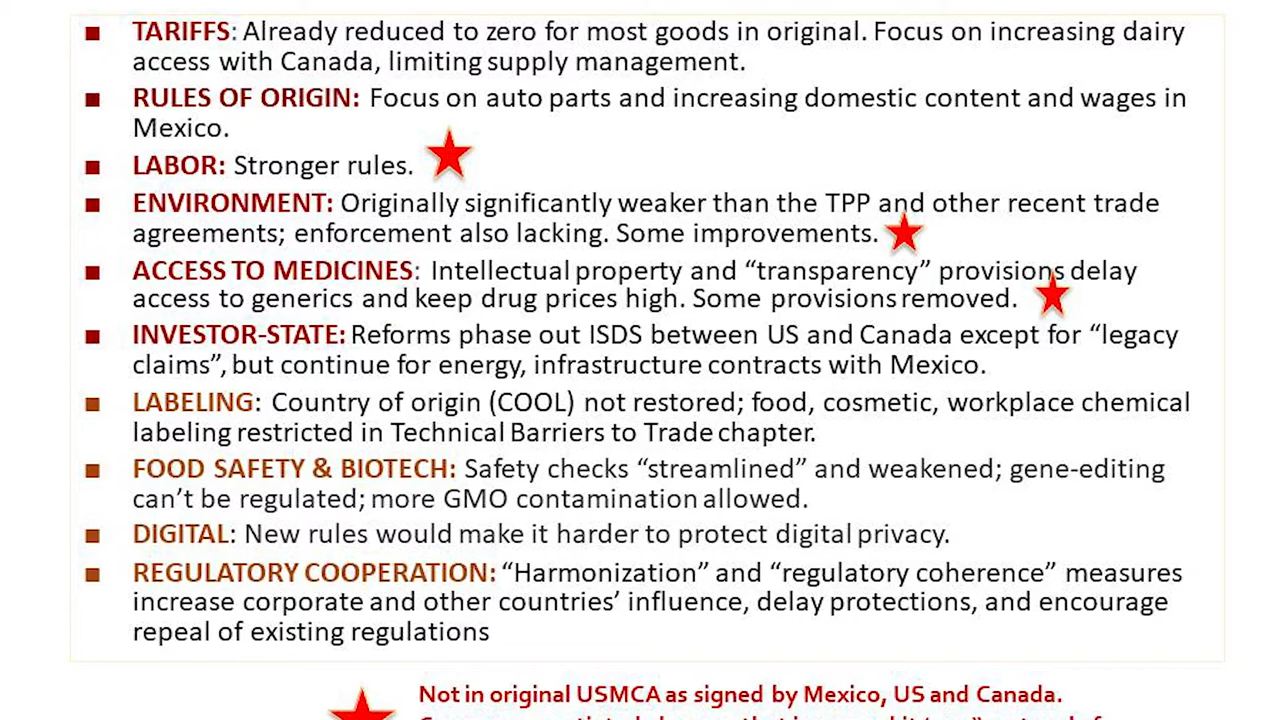 ■ TARIFFS: Already reduced to zero for most goods in original. Focus on increasing dairy
access with Canada, limiting supply management.
■ RULES OF ORIGIN: Focus on auto parts and increasing domestic content and wages in
Mexico.
■ LABOR: Stronger rules.
■ ENVIRONMENT: Originally significantly weaker than the TPP and other recent trade
agreements; enforcement also lacking. Some improvements.
■ ACCESS TO MEDICINES: Intellectual property and “transparency” provisions delay
access to generics and keep drug prices high. Some provisions removed.
■ INVESTOR-STATE: Reforms phase out ISDS between US and Canada except for “legacy
claims”, but continue for energy, infrastructure contracts with Mexico.
■ LABELING: Country of origin (COOL) not restored; food, cosmetic, workplace chemical
labeling restricted in Technical Barriers to Trade chapter.
■ FOOD SAFETY & BIOTECH: Safety checks “streamlined” and weakened; gene-editing
can’t be regulated; more GMO contamination allowed.
■ DIGITAL: New rules would make it harder to protect digital privacy.
■ REGULATORY COOPERATION: “Harmonization” and “regulatory coherence” measures
increase corporate and other countries’ influence, delay protections, and encourage
repeal of existing regulations
Not in original USMCA as signed by Mexico, US and Canada.